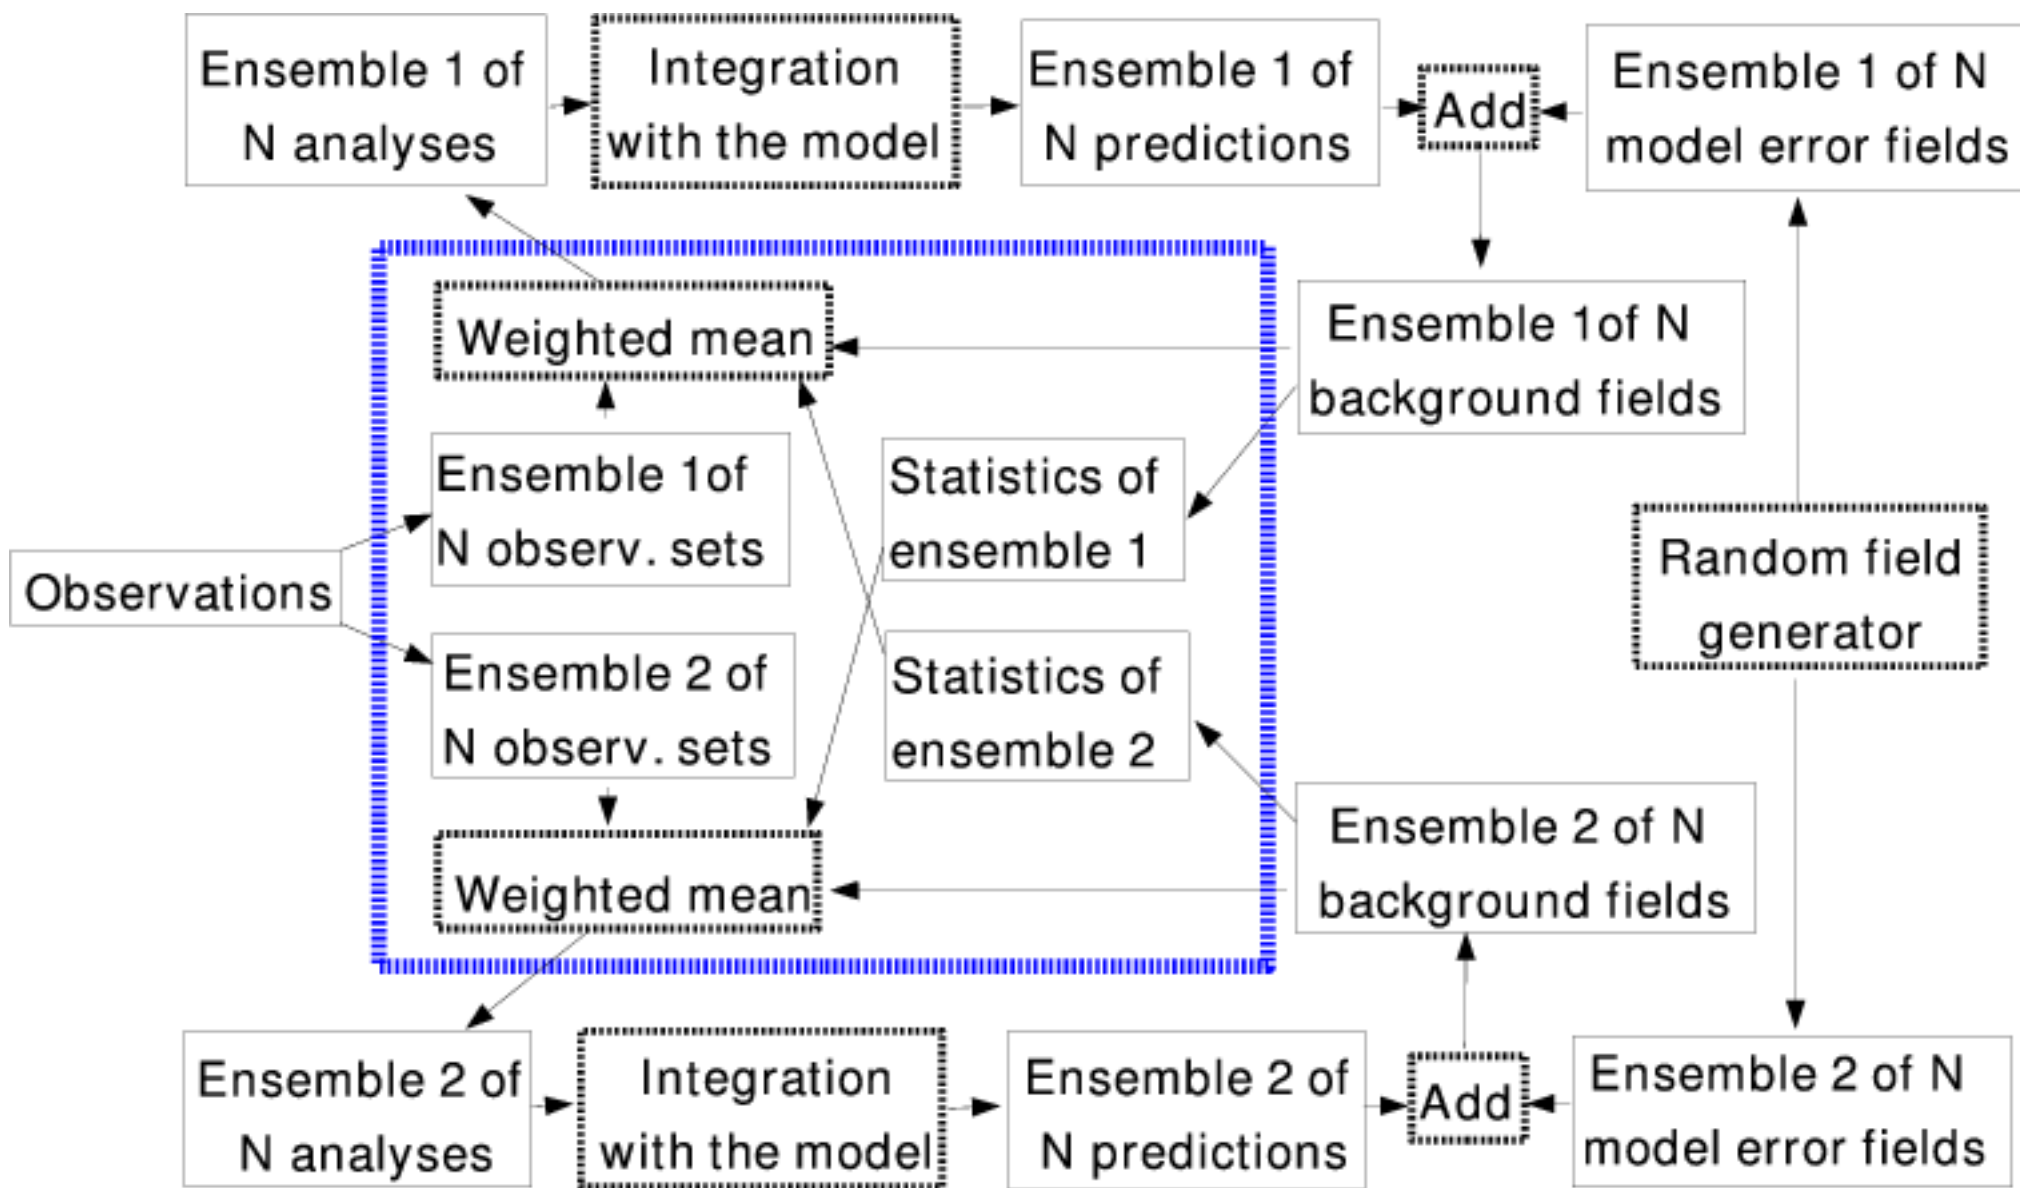 Ensemble 1 of
N analyses
Integration
with the model
Ensemble 1 of
N predictions
Add
Ensemble 1 of N
model error fields
Weighted mean
Ensemble 1of N
background fields
Ensemble 1of
N observ. sets
Statistics of
ensemble 1
Observations
Random field
generator
Ensemble 2 of
N observ. sets
Statistics of
ensemble 2
Weighted mean
Ensemble 2 of N
background fields
Ensemble 2 of
N analyses
Integration
with the model
Ensemble 2 of
N predictions
Add
Ensemble 2 of N
model error fields